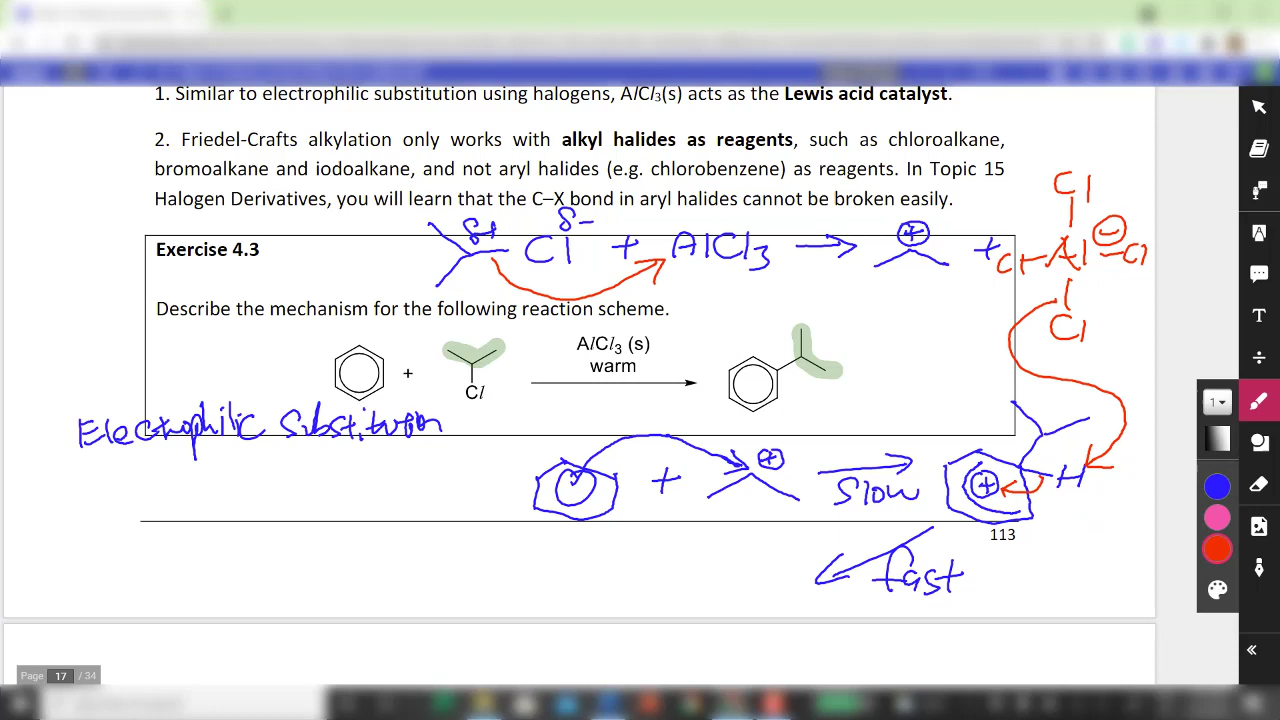 1. Similar to electrophilic substitution using halogens, AlCl₃(s) acts as the Lewis acid catalyst.
2. Friedel-Crafts alkylation only works with alkyl halides as reagents, such as chloroalkane,
bromoalkane and iodoalkane, and not aryl halides (e.g. chlorobenzene) as reagents. In Topic 15
Halogen Derivatives, you will learn that the C–X bond in aryl halides cannot be broken easily.
Exercise 4.3
δ+ Cl δ- + AlCl3 → ⊕ + Cl-Al-Cl ⊖
Cl
Cl
Describe the mechanism for the following reaction scheme.
+
Cl
AlCl₃ (s)
warm
Electrophilic Substitution
+ ⊕ slow ⊕ H
113
fast
Page 17 / 34
1
T